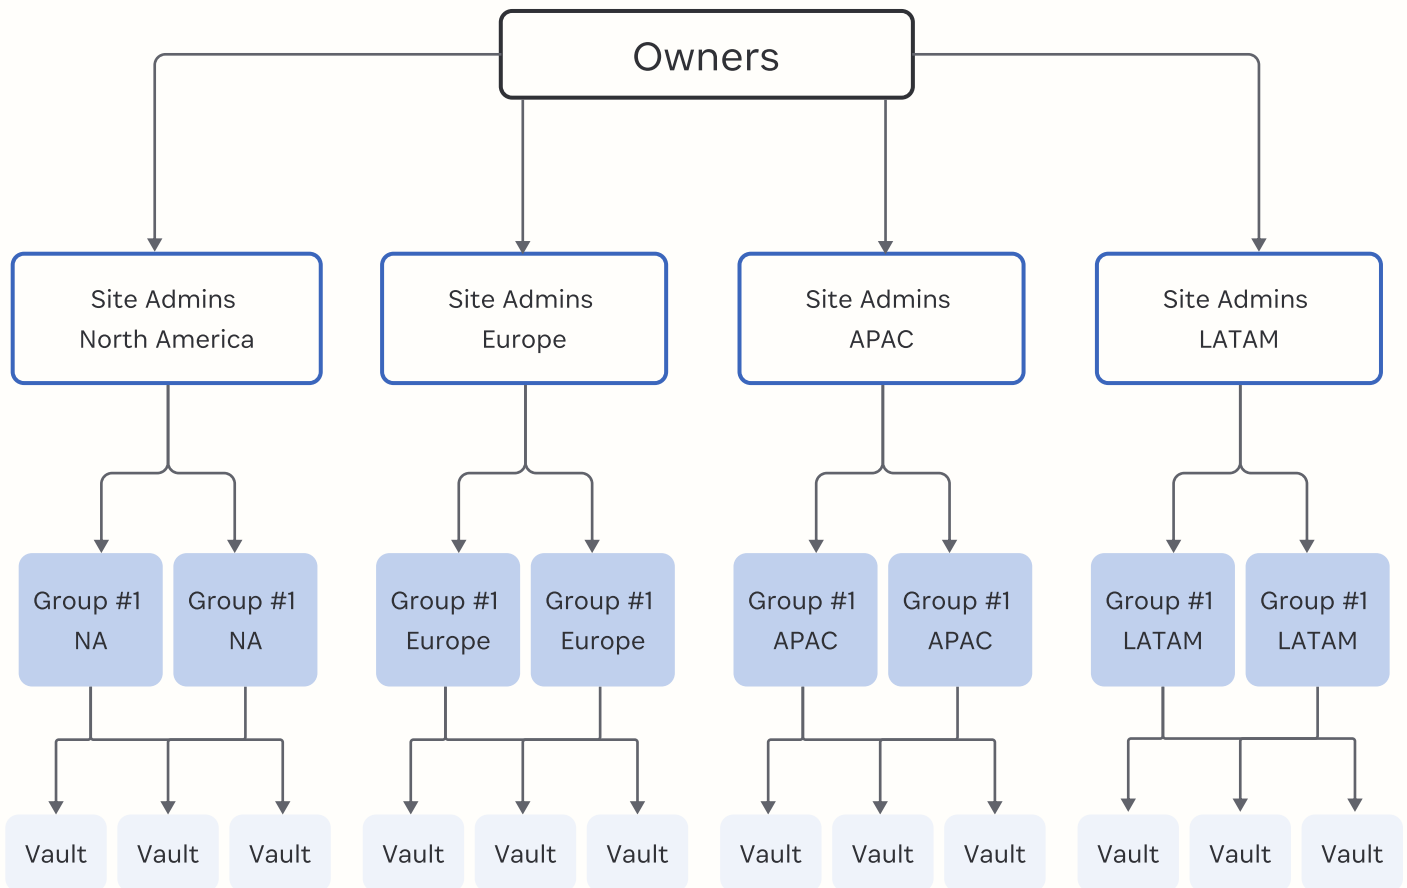 Owners
Site Admins
North America
Site Admins
Europe
Site Admins
APAC
Site Admins
LATAM
Group #1
NA
Group #1
NA
Group #1
Europe
Group #1
Europe
Group #1
APAC
Group #1
APAC
Group #1
LATAM
Group #1
LATAM
Vault
Vault
Vault
Vault
Vault
Vault
Vault
Vault
Vault
Vault
Vault
Vault